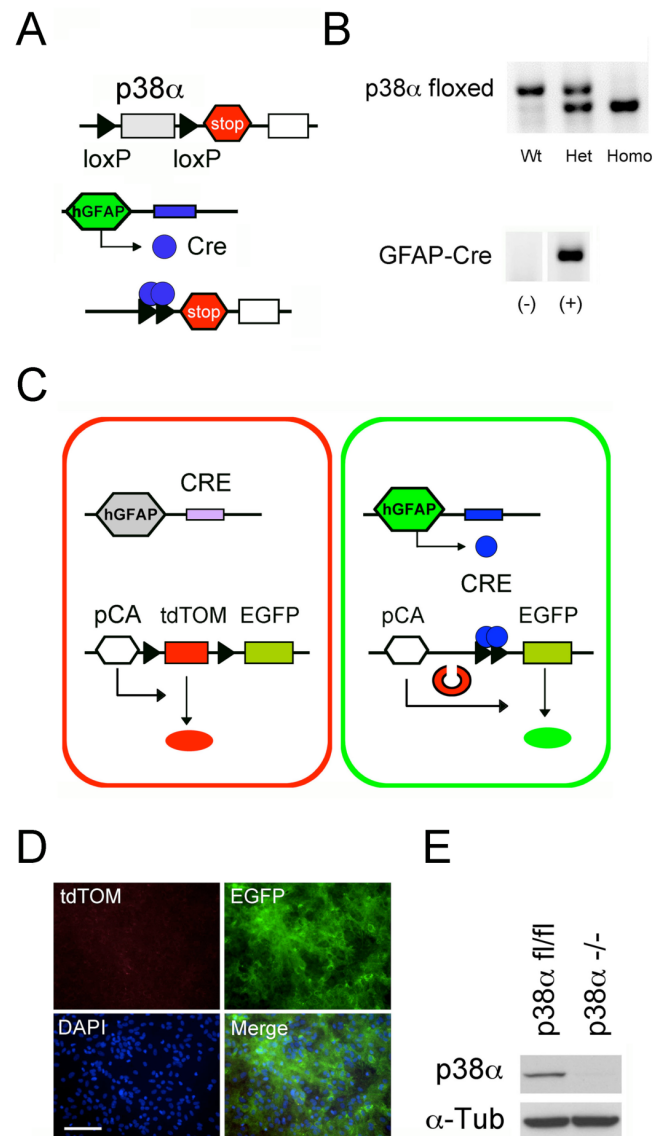 A
p38α
stop
loxP loxP
hGFAP
Cre
stop
B
p38α floxed
Wt Het Homo
GFAP-Cre
(-) (+)
C
CRE
hGFAP
pCA tdTOM EGFP
hGFAP
CRE
pCA EGFP
D
tdTOM EGFP
DAPI Merge
E
p38α fl/fl
p38α -/-
p38α
α-Tub